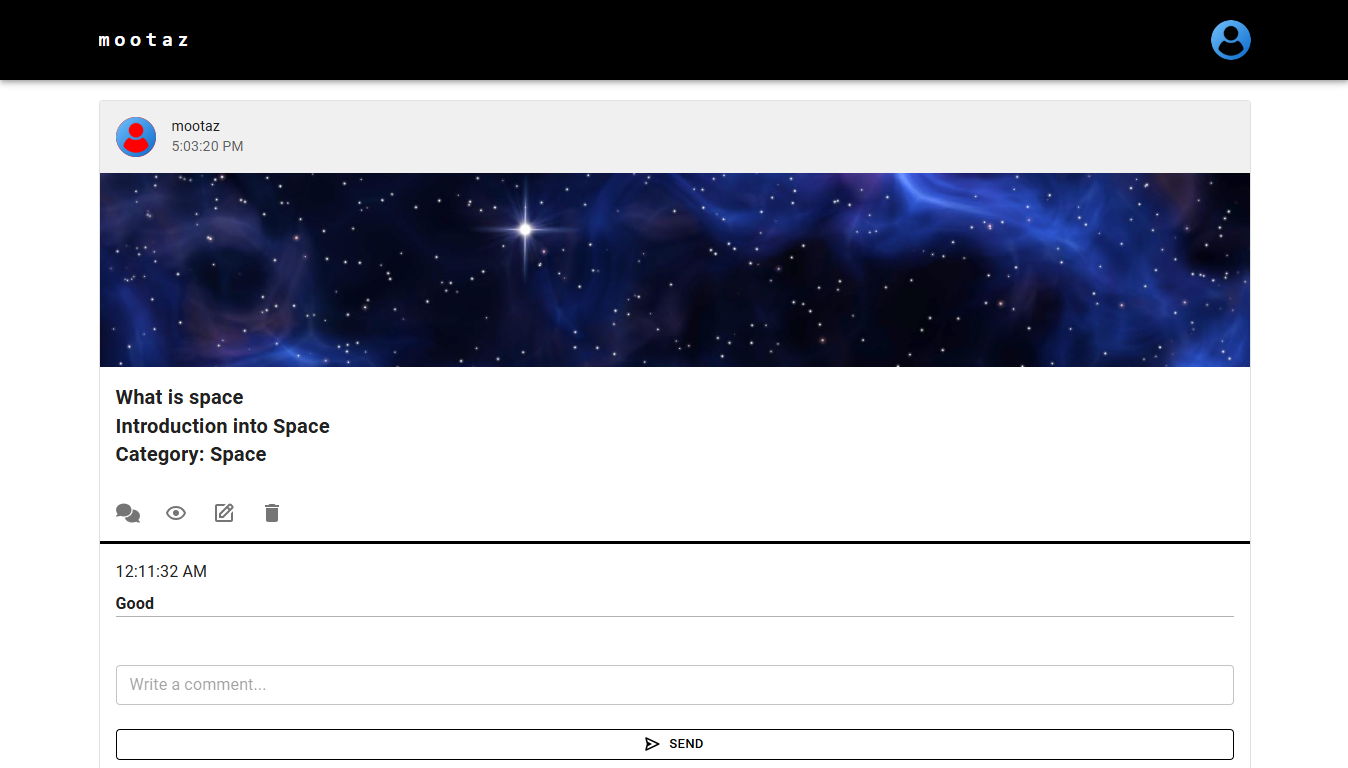 mootaz
mootaz
5:03:20 PM
What is space
Introduction into Space
Category: Space
12:11:32 AM
Good
Write a comment...
SEND